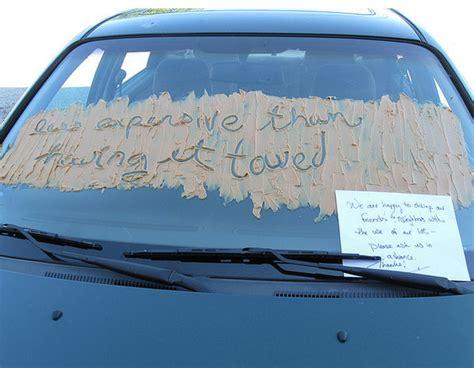 less expensive than
having it towed
We are happy to oblige our
friends & neighbors with
the use of our lot -
please ask us in
advance.
Thanks!